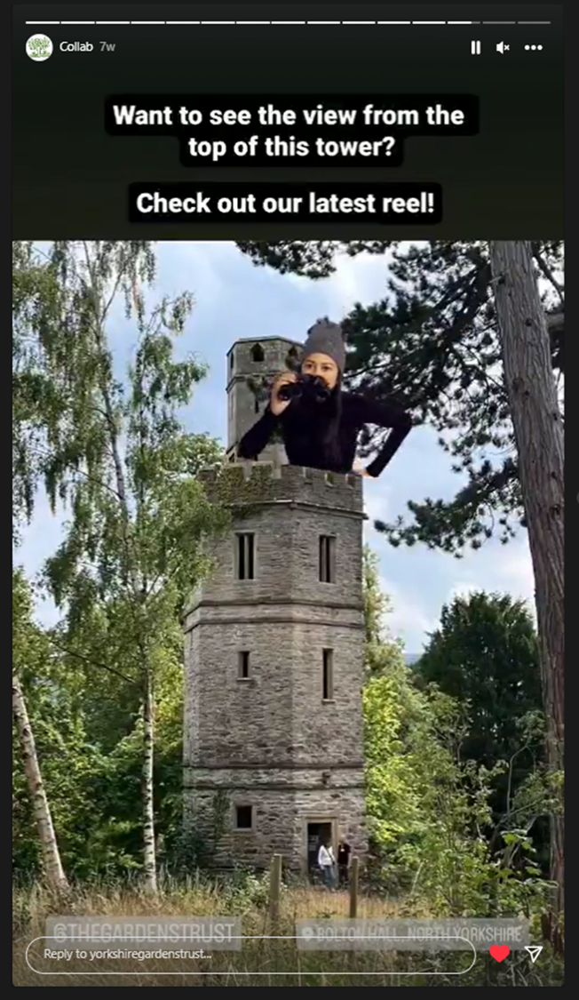 Collab 7w
Want to see the view from the
top of this tower?
Check out our latest reel!
@THEGARDENSTRUST
BOLTON HALL, NORTH YORKSHIRE
Reply to yorkshiregardenstrust...